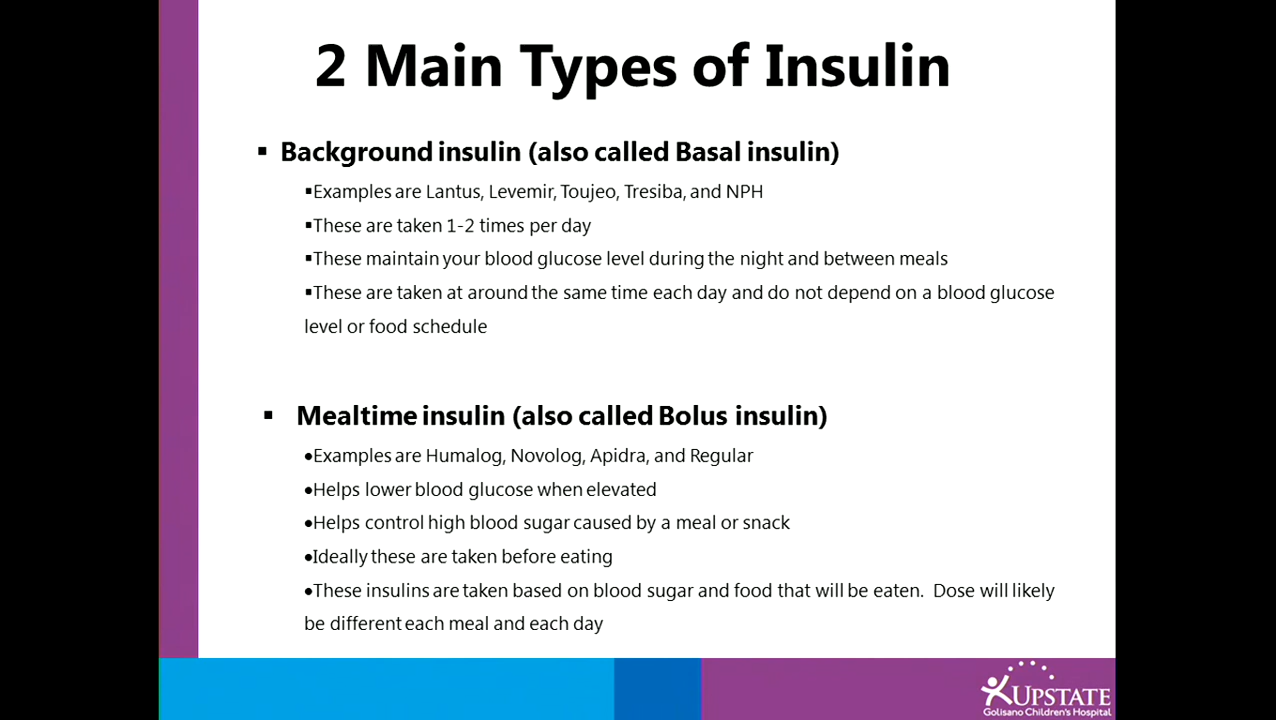 2 Main Types of Insulin
▪ Background insulin (also called Basal insulin)
▪Examples are Lantus, Levemir, Toujeo, Tresiba, and NPH
▪These are taken 1-2 times per day
▪These maintain your blood glucose level during the night and between meals
▪These are taken at around the same time each day and do not depend on a blood glucose
level or food schedule
▪ Mealtime insulin (also called Bolus insulin)
•Examples are Humalog, Novolog, Apidra, and Regular
•Helps lower blood glucose when elevated
•Helps control high blood sugar caused by a meal or snack
•Ideally these are taken before eating
•These insulins are taken based on blood sugar and food that will be eaten.  Dose will likely
be different each meal and each day
UPSTATE
Golisano Children's Hospital